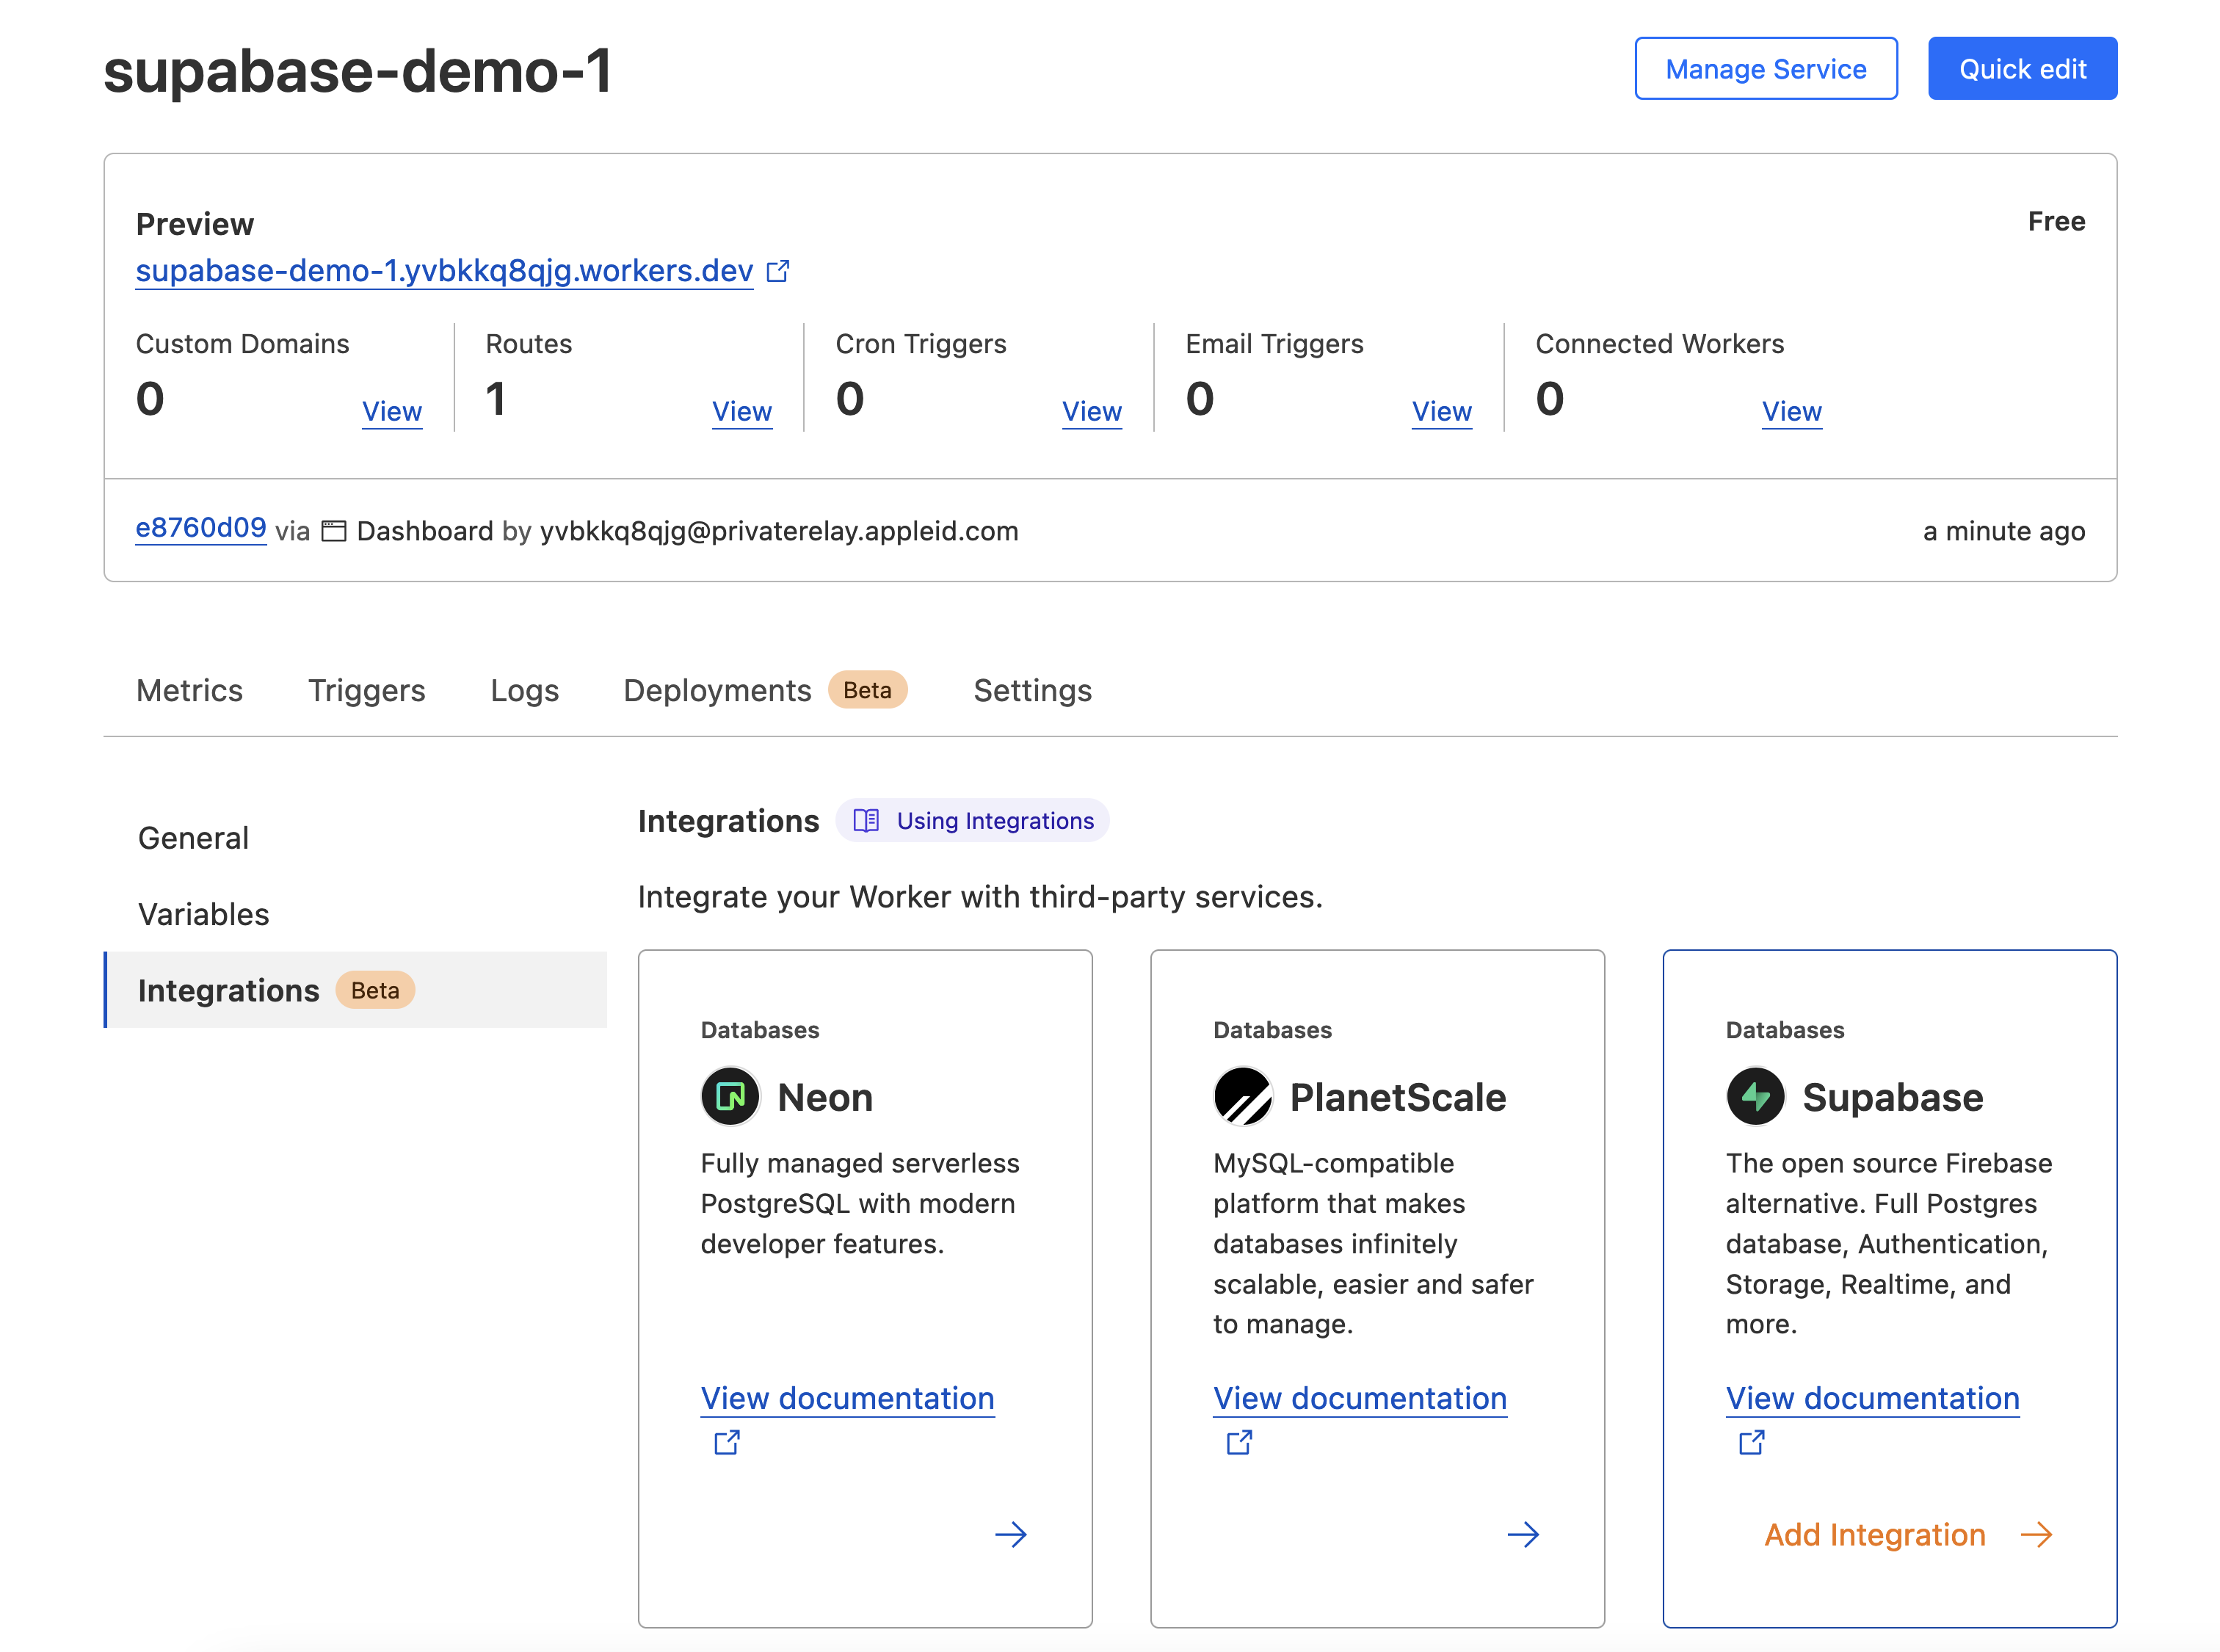 supabase-demo-1
Manage Service
Quick edit
Preview
Free
supabase-demo-1.yvbkkq8qjg.workers.dev
Custom Domains
0
View
Routes
1
View
Cron Triggers
0
View
Email Triggers
0
View
Connected Workers
0
View
e8760d09 via Dashboard by yvbkkq8qjg@privaterelay.appleid.com
a minute ago
Metrics
Triggers
Logs
Deployments Beta
Settings
General
Variables
Integrations Beta
Integrations
Using Integrations
Integrate your Worker with third-party services.
Databases
Neon
Fully managed serverless
PostgreSQL with modern
developer features.
View documentation
Databases
PlanetScale
MySQL-compatible
platform that makes
databases infinitely
scalable, easier and safer
to manage.
View documentation
Databases
Supabase
The open source Firebase
alternative. Full Postgres
database, Authentication,
Storage, Realtime, and
more.
View documentation
Add Integration